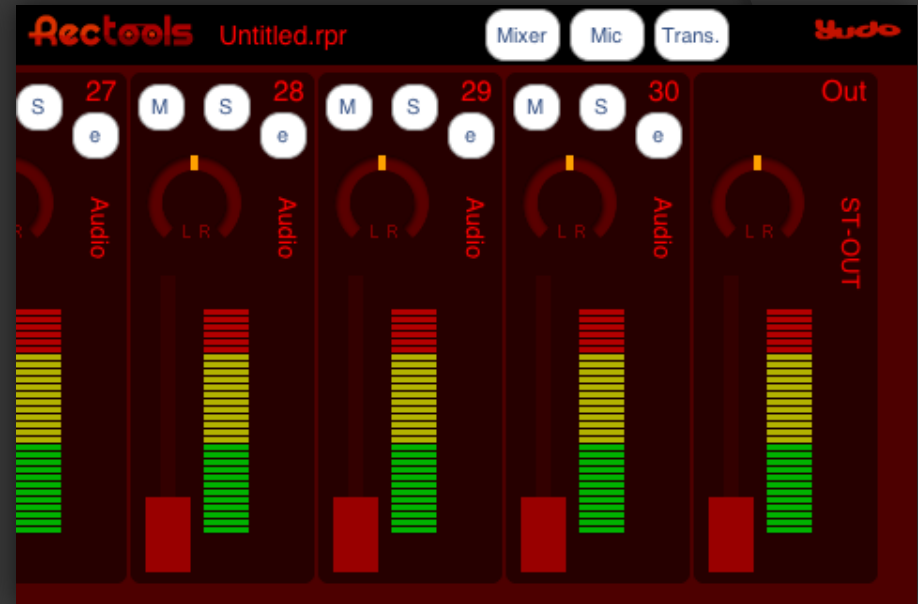 Rectools Untitled.rpr Mixer Mic Trans. Yudo
S 27 M S 28 M S 29 M S 30 Out
e e e e
Audio Audio Audio Audio ST-OUT
R L R L R L R L R